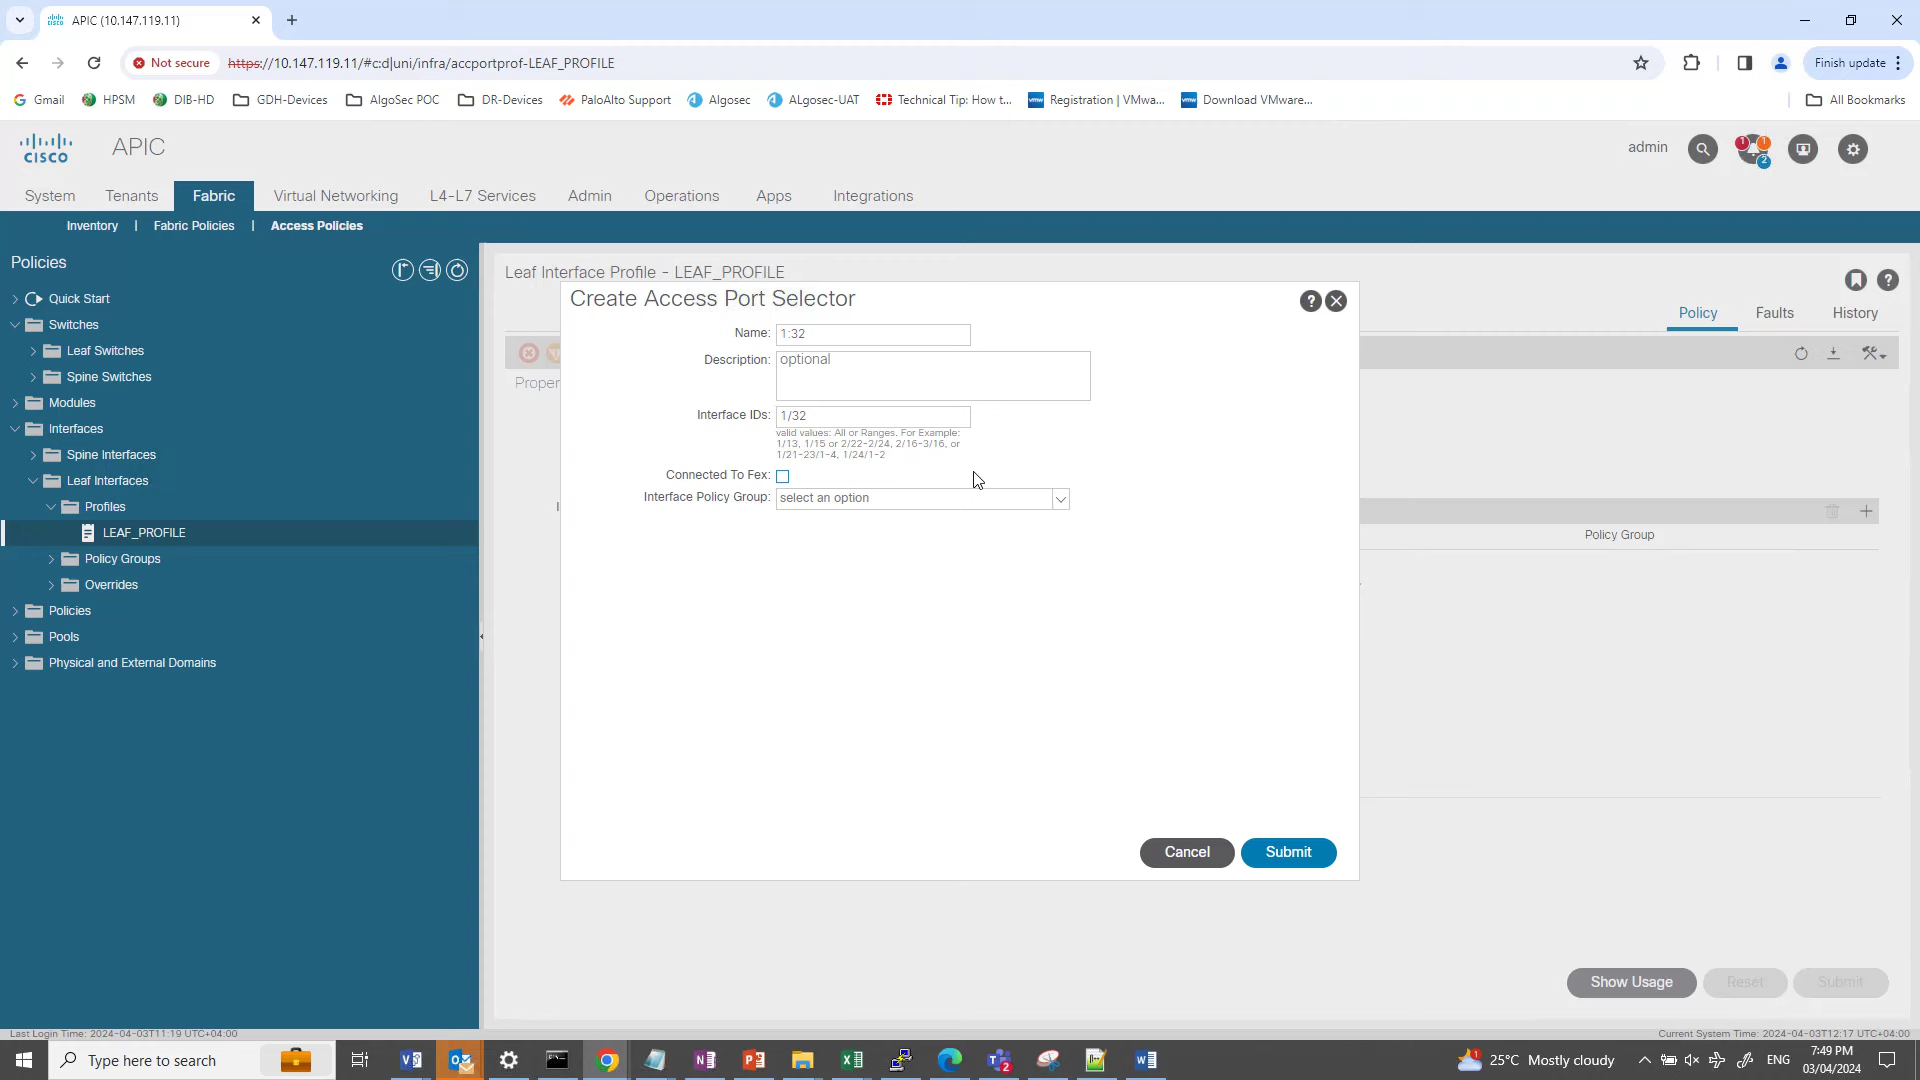 APIC (10.147.119.11)
Not secure
https://10.147.119.11/#c:d|uni/infra/accportprof-LEAF_PROFILE
Finish update
Gmail
HPSM
DIB-HD
GDH-Devices
AlgoSec POC
DR-Devices
PaloAlto Support
Algosec
ALgosec-UAT
Technical Tip: How t...
Registration | VMwa...
Download VMware...
All Bookmarks
CISCO
APIC
admin
1
1
2
System
Tenants
Fabric
Virtual Networking
L4-L7 Services
Admin
Operations
Apps
Integrations
Inventory | Fabric Policies | Access Policies
Policies
Quick Start
Switches
Leaf Switches
Spine Switches
Modules
Interfaces
Spine Interfaces
Leaf Interfaces
Profiles
LEAF_PROFILE
Policy Groups
Overrides
Policies
Pools
Physical and External Domains
Leaf Interface Profile - LEAF_PROFILE
Policy
Faults
History
Proper
Policy Group
Create Access Port Selector
Name: 1:32
Description: optional
Interface IDs: 1/32
valid values: All or Ranges. For Example:
1/13, 1/15 or 2/22-2/24, 2/16-3/16, or
1/21-23/1-4, 1/24/1-2
Connected To Fex:
Interface Policy Group: select an option
Cancel
Submit
Show Usage
Reset
Submit
Last Login Time: 2024-04-03T11:19 UTC+04:00
Current System Time: 2024-04-03T12:17 UTC+04:00
Type here to search
2
25°C Mostly cloudy
ENG
7:49 PM
03/04/2024